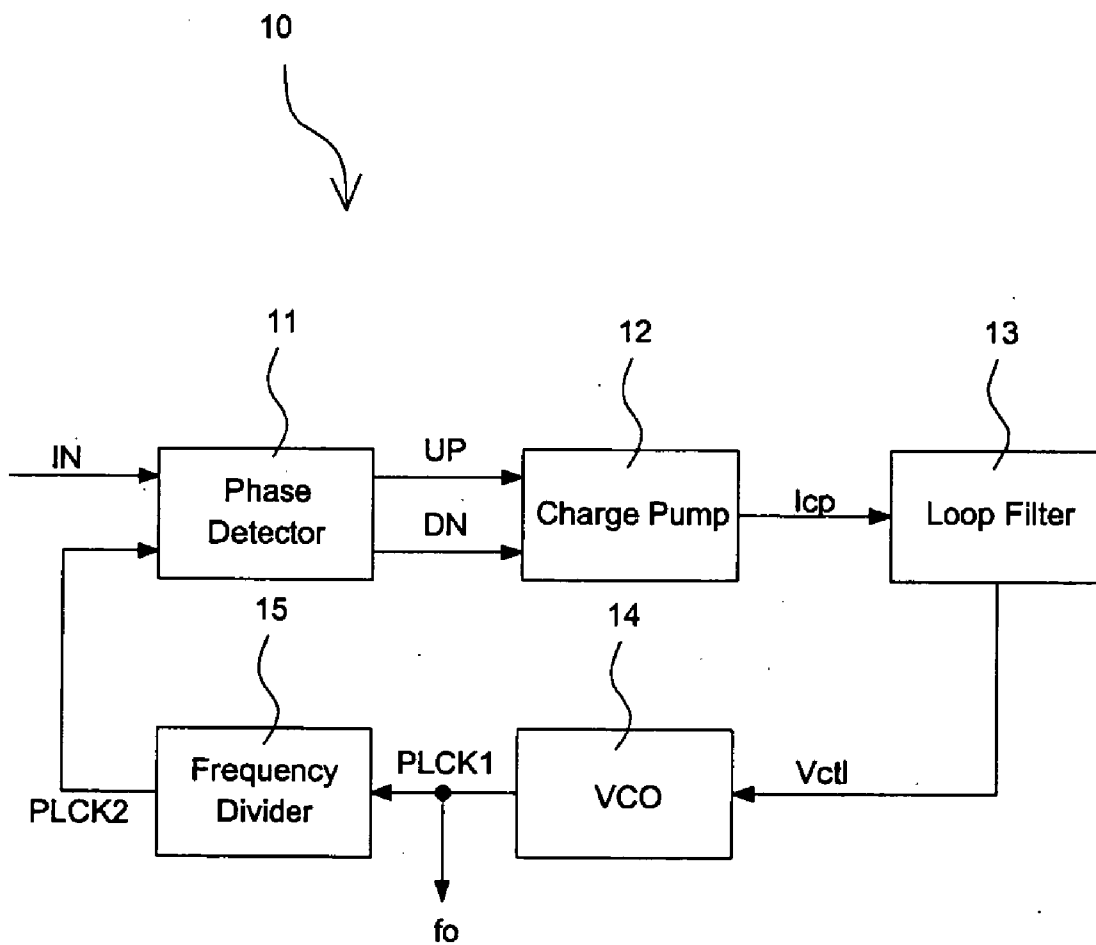 10
11
12
13
IN
Phase
Detector
UP
DN
Charge Pump
Icp
Loop Filter
15
14
PLCK2
Frequency
Divider
PLCK1
VCO
Vctl
fo